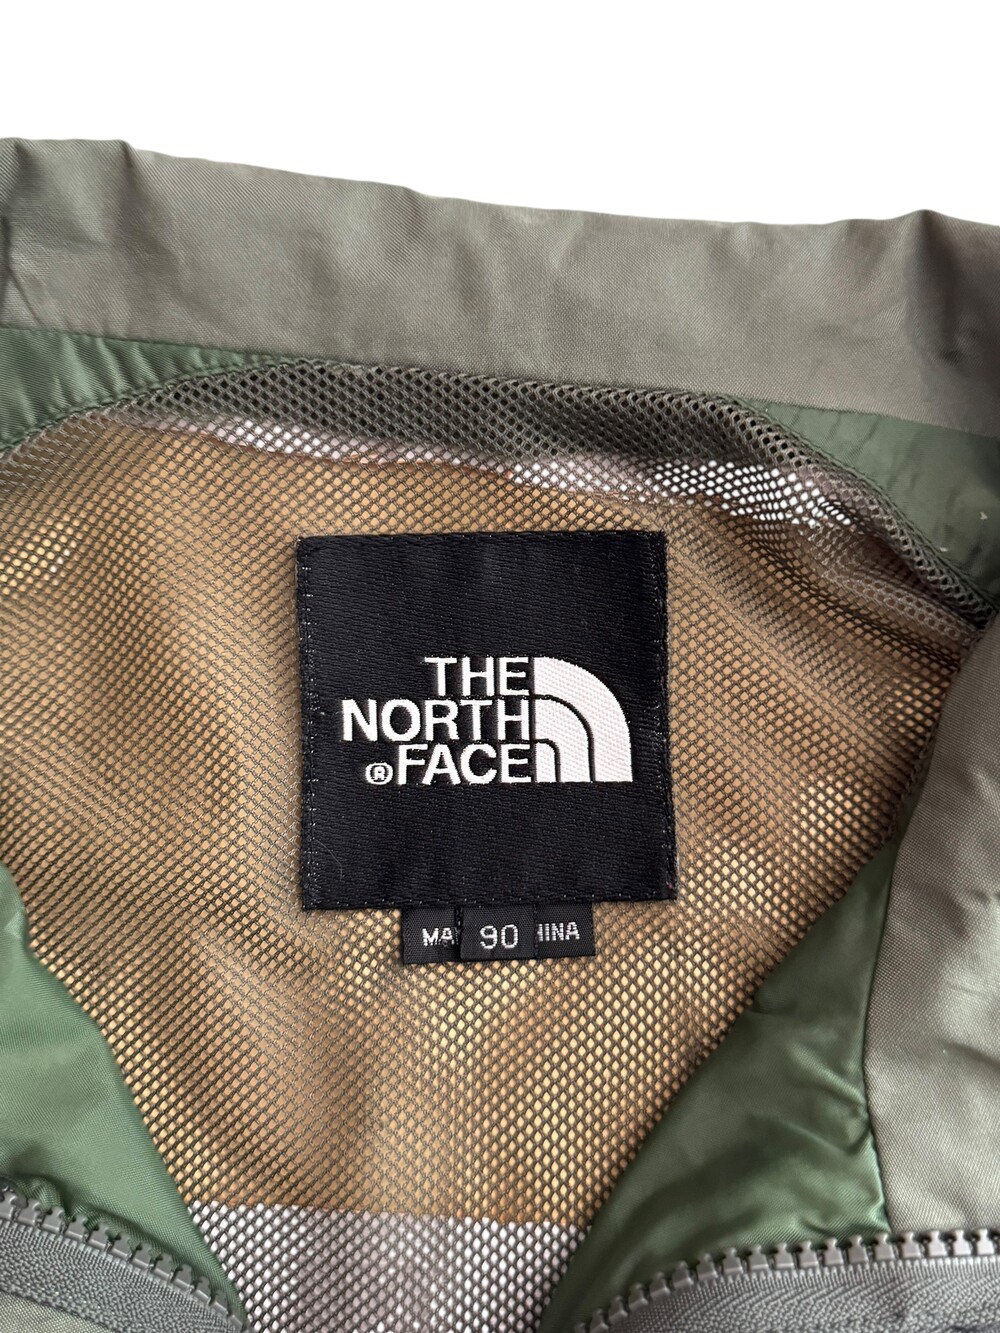 THE
NORTH
® FACE
MA 90 HINA